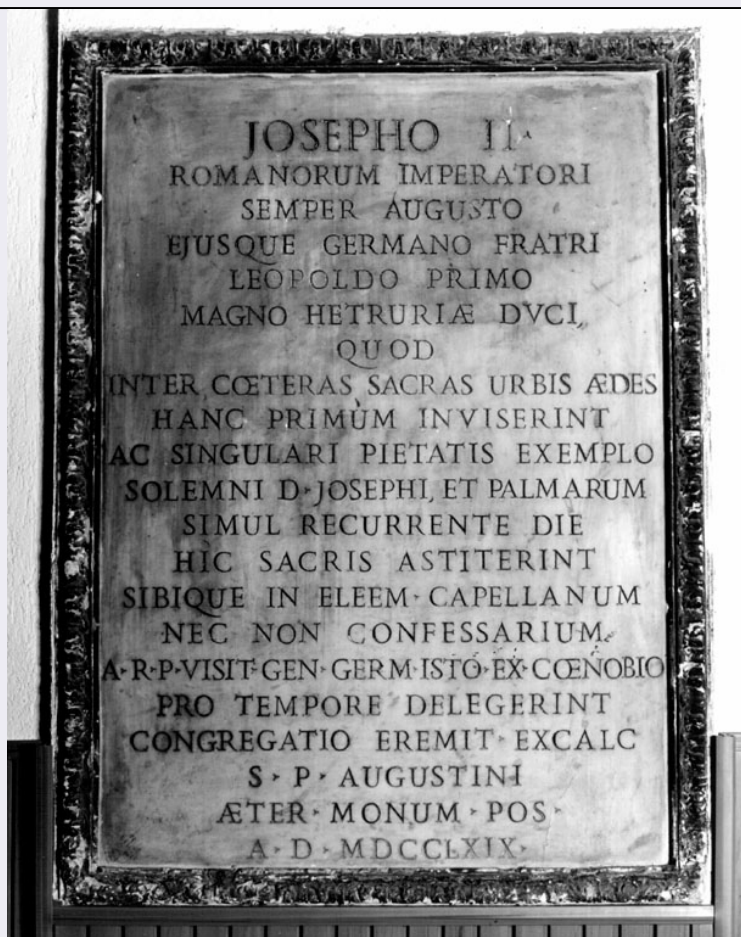 JOSEPHO II
ROMANORUM IMPERATORI
SEMPER AUGUSTO
EJUSQUE GERMANO FRATRI
LEOPOLDO PRIMO
MAGNO HETRURIÆ DVCI,
QUOD
INTER CŒTERAS SACRAS URBIS ÆDES
HANC PRIMÙM INVISERINT
AC SINGULARI PIETATIS EXEMPLO
SOLEMNI D·JOSEPHI, ET PALMARUM
SIMUL RECURRENTE DIE
HÌC SACRIS ASTITERINT
SIBIQUE IN ELEEM· CAPELLANUM
NEC NON CONFESSARIUM
A·R·P·VISIT·GEN·GERM·ISTO·EX·CŒNOBIO
PRO TEMPORE DELEGERINT
CONGREGATIO EREMIT· EXCALC
S· P· AUGUSTINI
ÆTER· MONUM· POS·
A· D· MDCCLXIX·